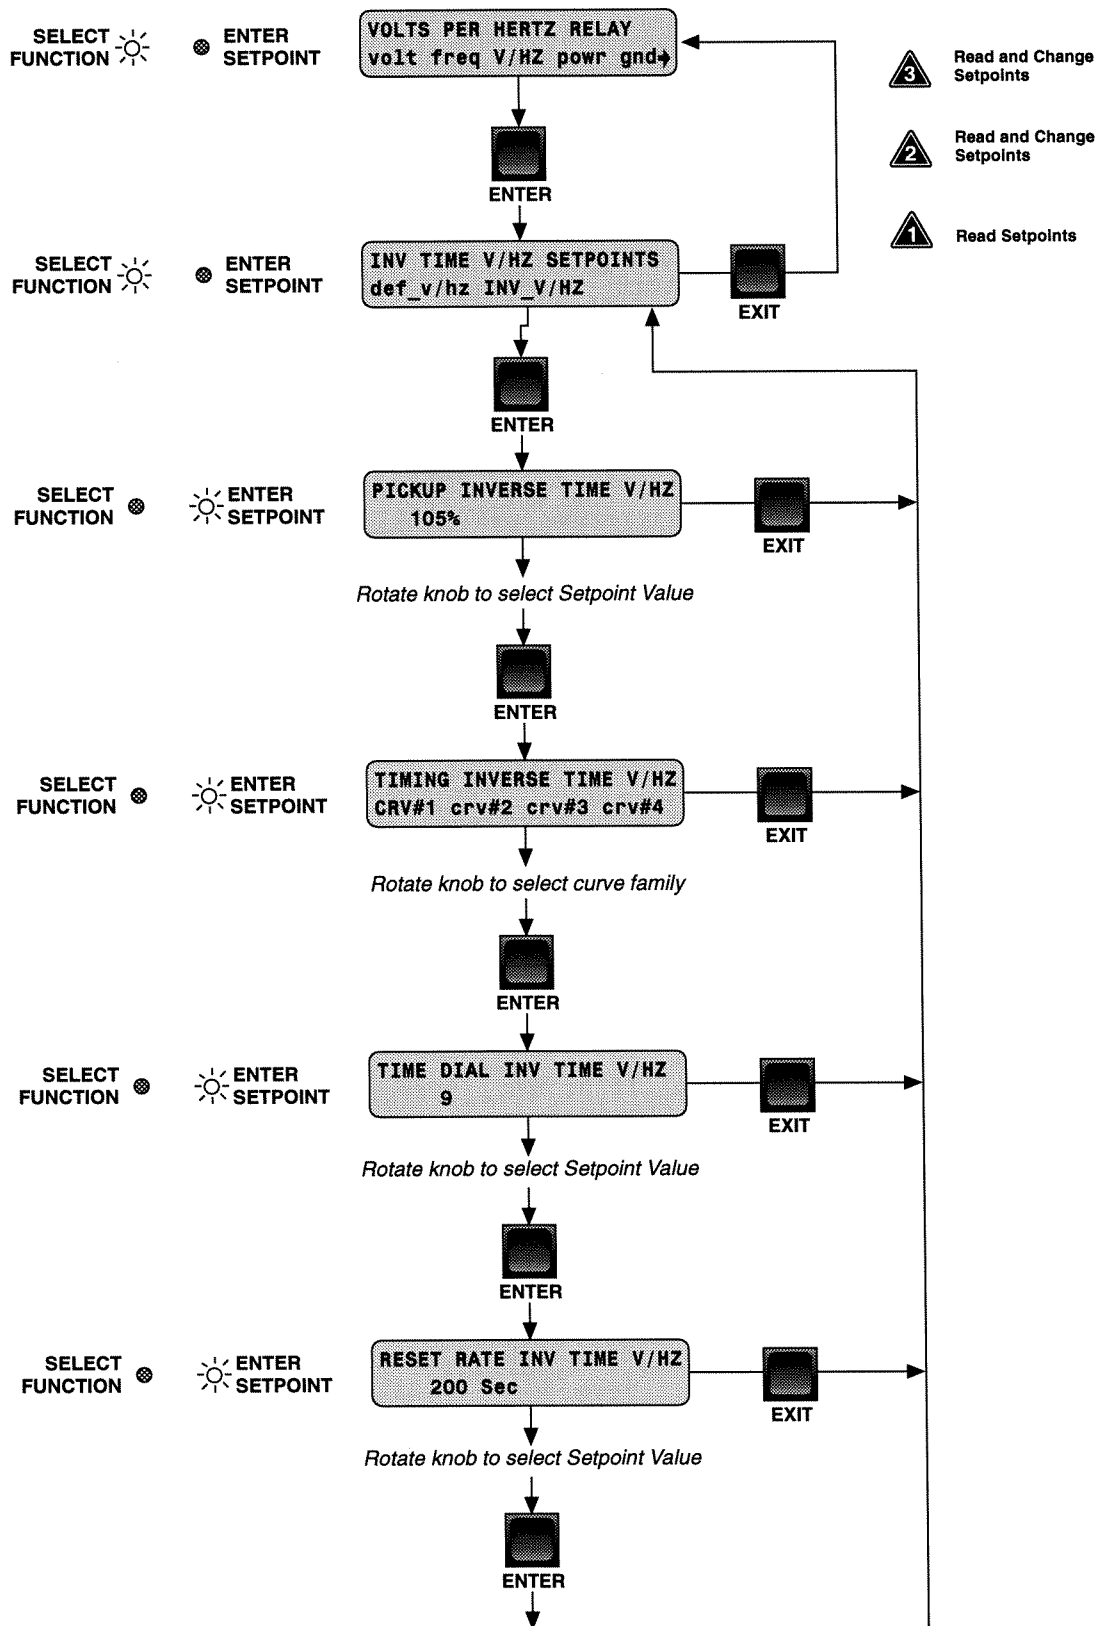 SELECT
FUNCTION
ENTER
SETPOINT
VOLTS PER HERTZ RELAY
volt freq V/HZ powr gnd→
3
Read and Change
Setpoints
2
Read and Change
Setpoints
1
Read Setpoints
ENTER
SELECT
FUNCTION
ENTER
SETPOINT
INV TIME V/HZ SETPOINTS
def_v/hz INV_V/HZ
EXIT
ENTER
SELECT
FUNCTION
ENTER
SETPOINT
PICKUP INVERSE TIME V/HZ
105%
EXIT
Rotate knob to select Setpoint Value
ENTER
SELECT
FUNCTION
ENTER
SETPOINT
TIMING INVERSE TIME V/HZ
CRV#1 crv#2 crv#3 crv#4
EXIT
Rotate knob to select curve family
ENTER
SELECT
FUNCTION
ENTER
SETPOINT
TIME DIAL INV TIME V/HZ
9
EXIT
Rotate knob to select Setpoint Value
ENTER
SELECT
FUNCTION
ENTER
SETPOINT
RESET RATE INV TIME V/HZ
200 Sec
EXIT
Rotate knob to select Setpoint Value
ENTER